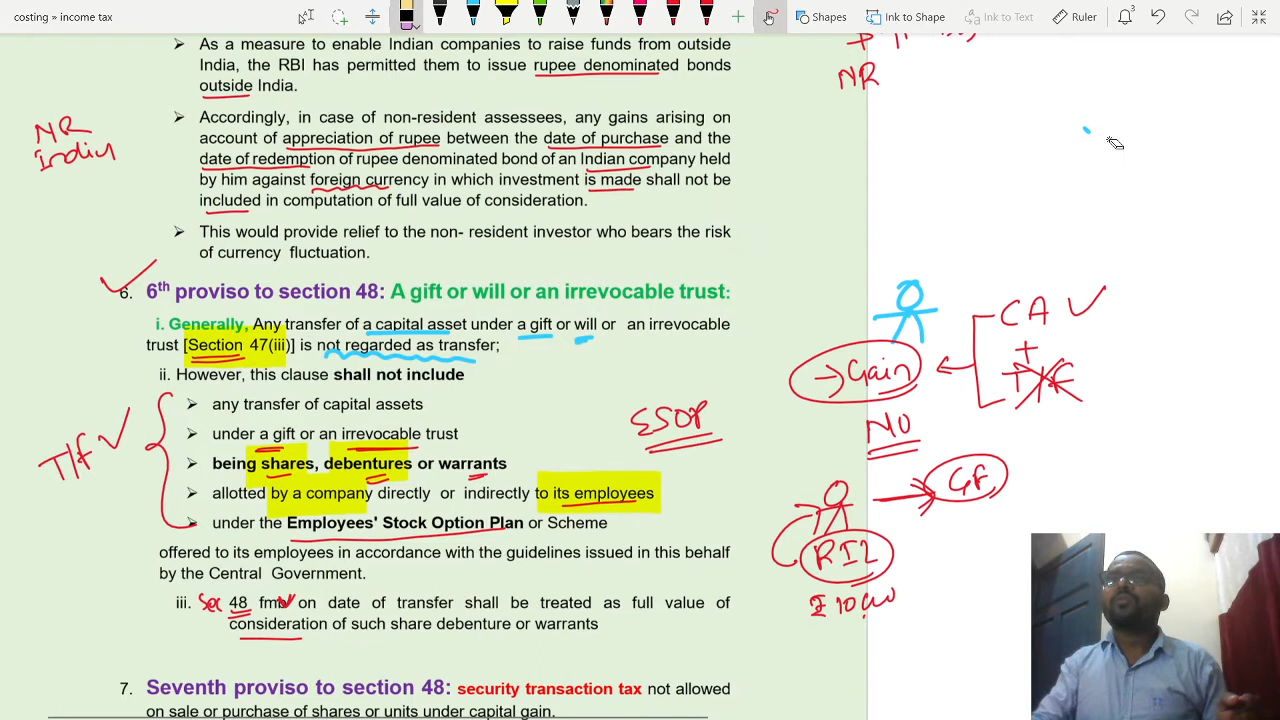 costing » income tax
Shapes
Ink to Shape
Ink to Text
Ruler
➢ As a measure to enable Indian companies to raise funds from outside
India, the RBI has permitted them to issue rupee denominated bonds
outside India.
NR
NR
India
➢ Accordingly, in case of non-resident assessees, any gains arising on
account of appreciation of rupee between the date of purchase and the
date of redemption of rupee denominated bond of an Indian company held
by him against foreign currency in which investment is made shall not be
included in computation of full value of consideration.
➢ This would provide relief to the non- resident investor who bears the risk
of currency fluctuation.
6. 6th proviso to section 48: A gift or will or an irrevocable trust:
i. Generally, Any transfer of a capital asset under a gift or will or an irrevocable
trust [Section 47(iii)] is not regarded as transfer;
ii. However, this clause shall not include
➢ any transfer of capital assets
➢ under a gift or an irrevocable trust
➢ being shares, debentures or warrants
➢ allotted by a company directly or indirectly to its employees
➢ under the Employees' Stock Option Plan or Scheme
offered to its employees in accordance with the guidelines issued in this behalf
by the Central Government.
iii. Sec 48 fmv on date of transfer shall be treated as full value of
consideration of such share debenture or warrants
T/f ✓
ESOP
CA ✓
+
→ Gain
NO
GF
RIL
7. Seventh proviso to section 48: security transaction tax not allowed
on sale or purchase of shares or units under capital gain.